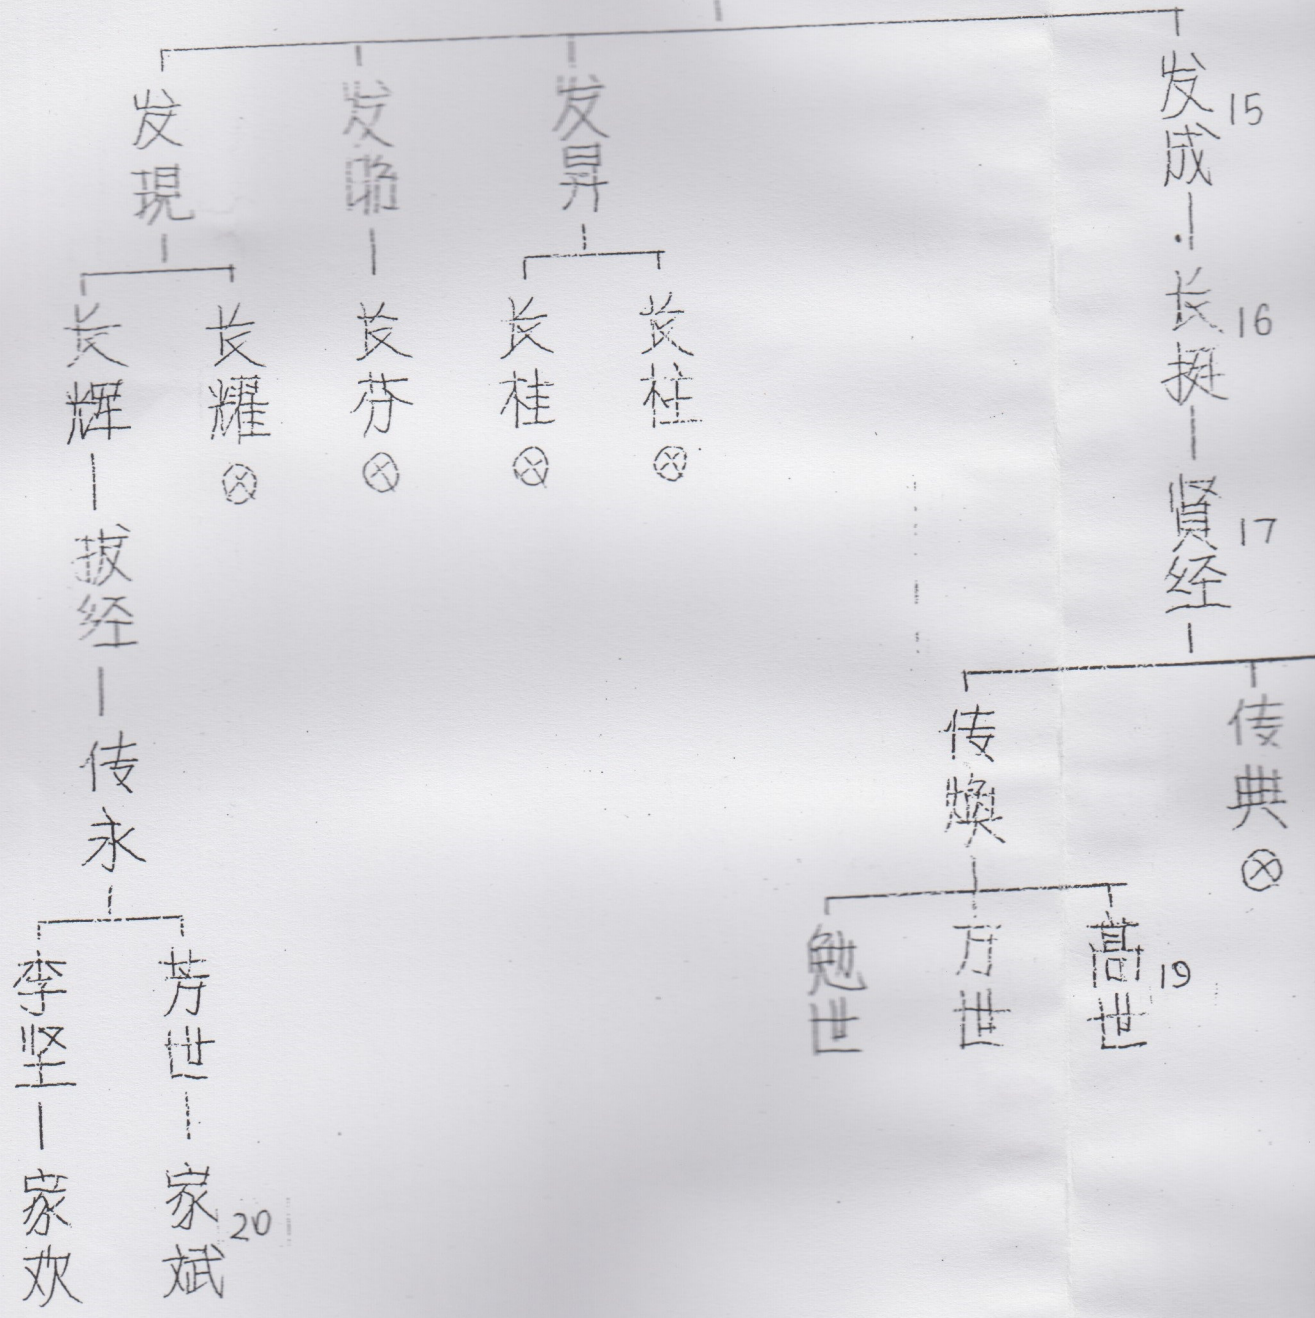 发成
15
发昇
发
发現
长挺
16
长柱
⊗
长桂
⊗
长芬
⊗
长耀
⊗
长辉
贤经
17
拔经
传典
⊗
传焕
传永
高世
19
万世
勉世
芳世
李坚
家斌
20
家欢